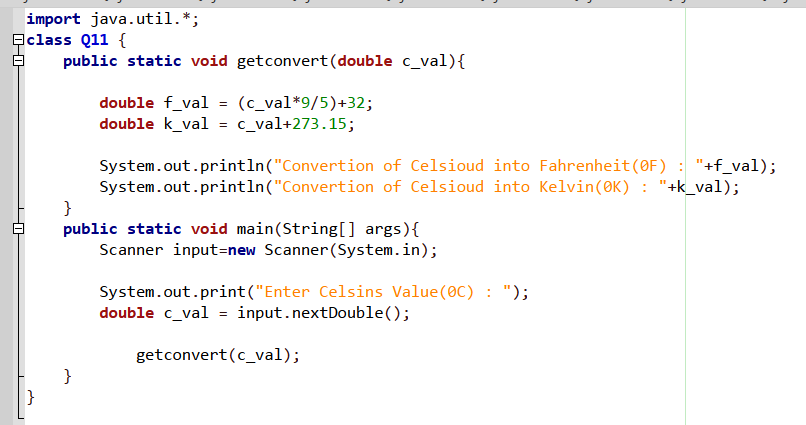 import java.util.*;
class Q11 {
public static void getconvert(double c_val){
double f_val = (c_val*9/5)+32;
double k_val = c_val+273.15;
System.out.println("Convertion of Celsioud into Fahrenheit(0F) : "+f_val);
System.out.println("Convertion of Celsioud into Kelvin(0K) : "+k_val);
}
public static void main(String[] args){
Scanner input=new Scanner(System.in);
System.out.print("Enter Celsins Value(0C) : ");
double c_val = input.nextDouble();
getconvert(c_val);
}
}